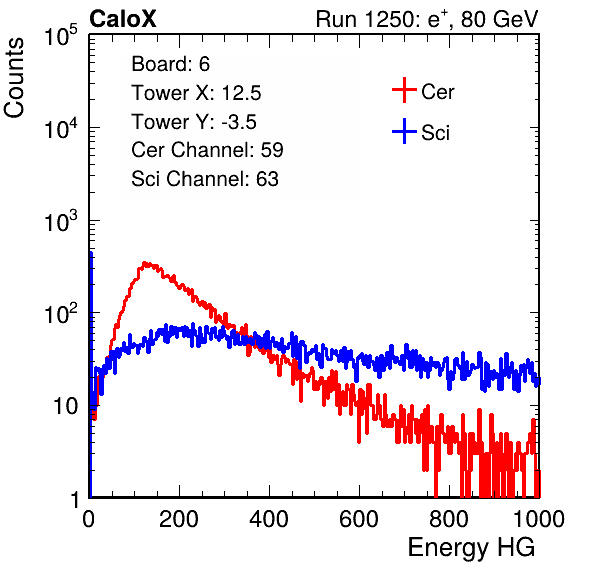 CaloX Run 1250: e⁺, 80 GeV
Counts
10⁵
10⁴
10³
10²
10
1
Board: 6
Tower X: 12.5
Tower Y: -3.5
Cer Channel: 59
Sci Channel: 63
Cer
Sci
0 200 400 600 800 1000
Energy HG